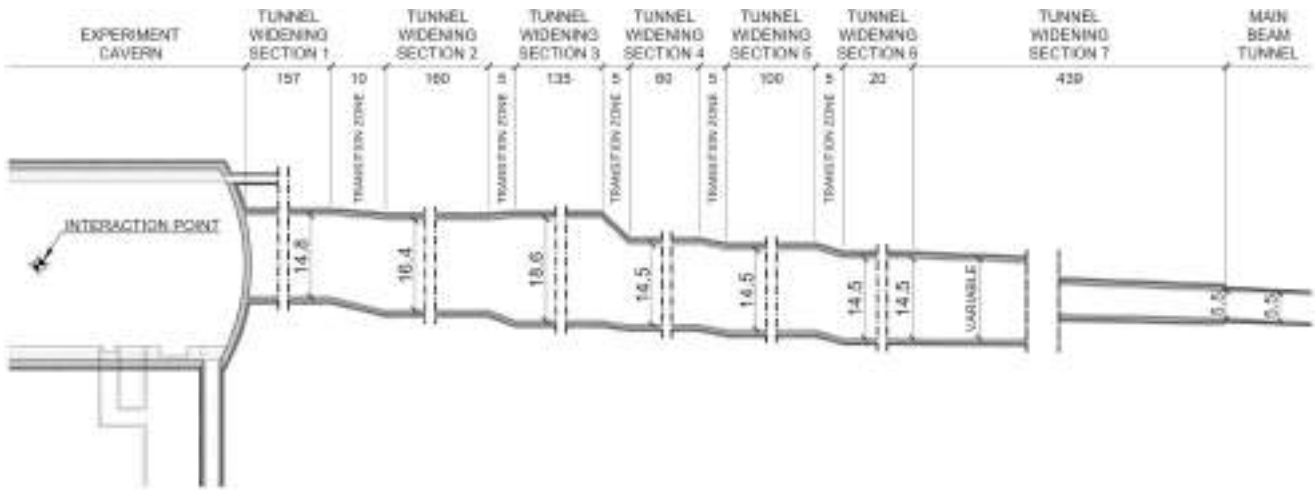 EXPERIMENT
CAVERN
TUNNEL
WIDENING
SECTION 1
TUNNEL
WIDENING
SECTION 2
TUNNEL
WIDENING
SECTION 3
TUNNEL
WIDENING
SECTION 4
TUNNEL
WIDENING
SECTION 5
TUNNEL
WIDENING
SECTION 6
TUNNEL
WIDENING
SECTION 7
MAIN
BEAM
TUNNEL
157
10
160
5
135
5
60
5
100
5
20
439
TRANSITION ZONE
TRANSITION ZONE
TRANSITION ZONE
TRANSITION ZONE
TRANSITION ZONE
INTERACTION POINT
14.8
16.4
18.6
14.5
14.5
14.5
14.5
VARIABLE
5.5
5.5